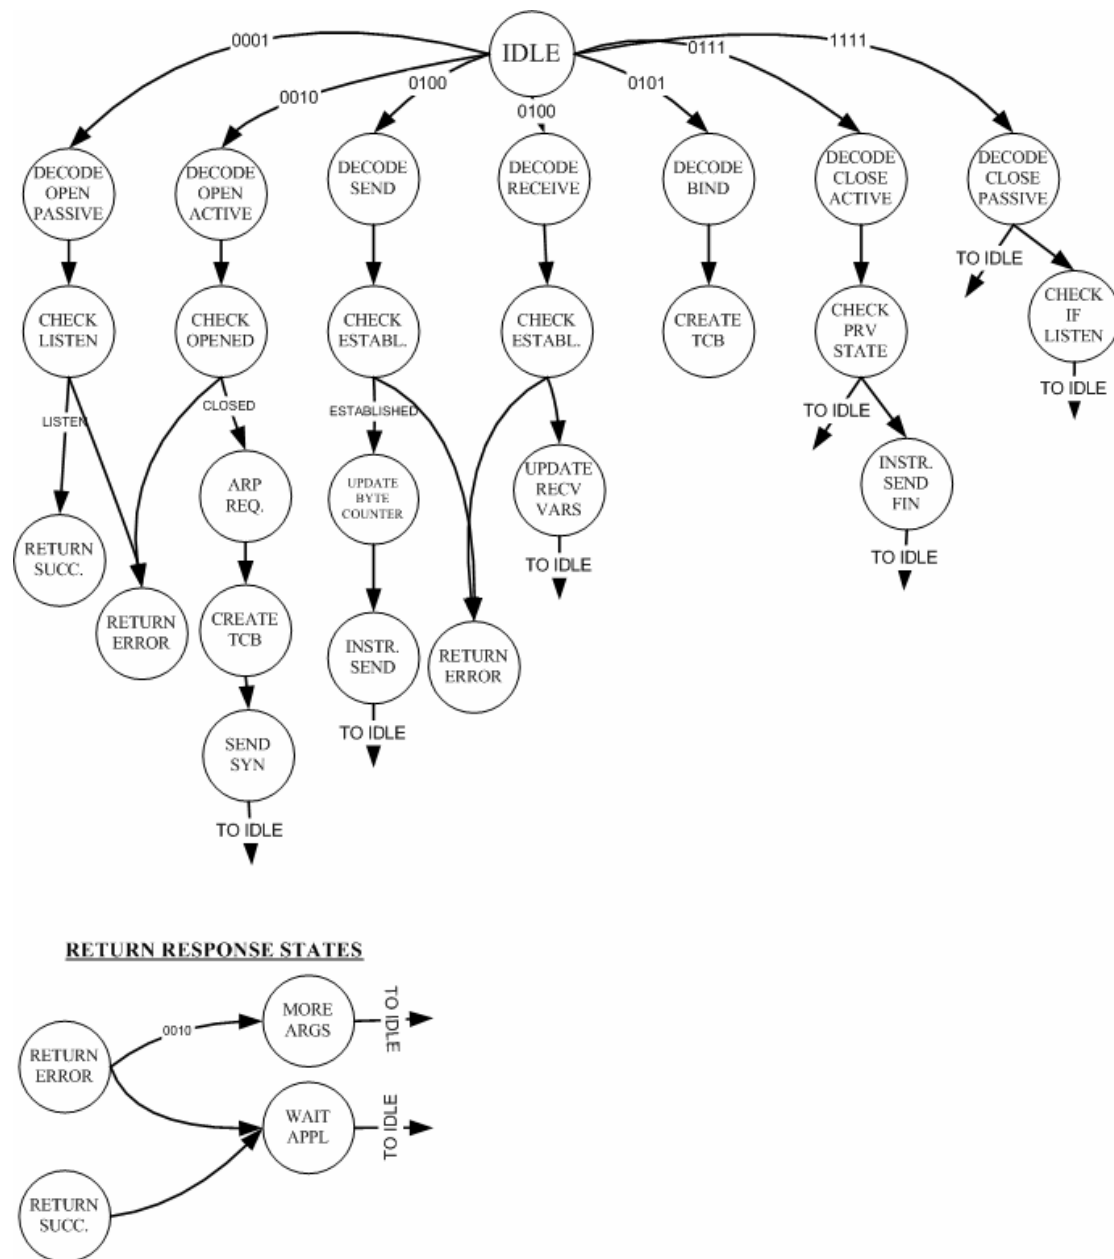 IDLE
0001
0010
0100
0100
0101
0111
1111
DECODE
OPEN
PASSIVE
DECODE
OPEN
ACTIVE
DECODE
SEND
DECODE
RECEIVE
DECODE
BIND
DECODE
CLOSE
ACTIVE
DECODE
CLOSE
PASSIVE
TO IDLE
CHECK
LISTEN
CHECK
OPENED
CHECK
ESTABL.
CHECK
ESTABL.
CREATE
TCB
CHECK
PRV
STATE
CHECK
IF
LISTEN
TO IDLE
LISTEN
CLOSED
ESTABLISHED
TO IDLE
ARP
REQ.
UPDATE
BYTE
COUNTER
UPDATE
RECV
VARS
INSTR.
SEND
FIN
RETURN
SUCC.
TO IDLE
TO IDLE
RETURN
ERROR
CREATE
TCB
INSTR.
SEND
RETURN
ERROR
SEND
SYN
TO IDLE
TO IDLE
RETURN RESPONSE STATES
RETURN
ERROR
0010
MORE
ARGS
TO IDLE
WAIT
APPL
TO IDLE
RETURN
SUCC.